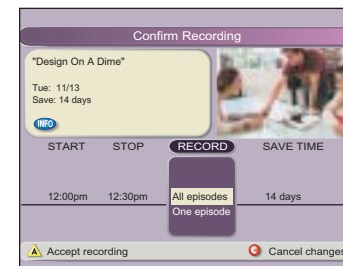 Confirm Recording
"Design On A Dime"
Tue: 11/13
Save: 14 days
INFO
START STOP RECORD SAVE TIME
12:00pm 12:30pm All episodes 14 days
One episode
A Accept recording C Cancel changes